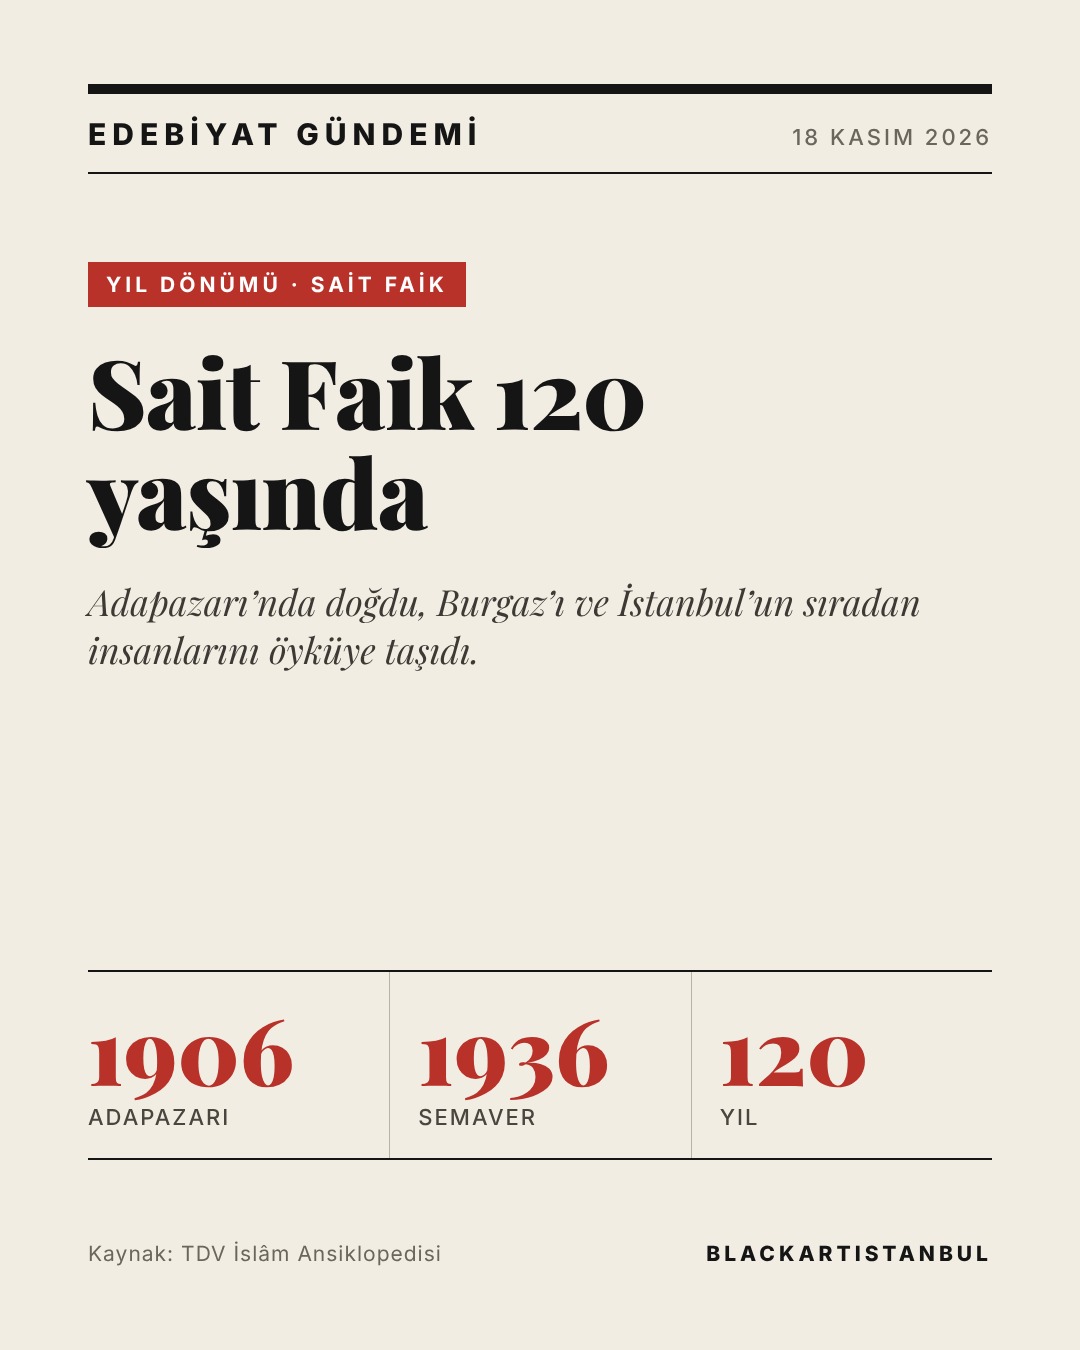 EDEBİYAT GÜNDEMİ
18 KASIM 2026
YIL DÖNÜMÜ · SAİT FAİK
Sait Faik 120
yaşında
Adapazarı’nda doğdu, Burgaz’ı ve İstanbul’un sıradan
insanlarını öyküye taşıdı.
1906
ADAPAZARI
1936
SEMAVER
120
YIL
Kaynak: TDV İslâm Ansiklopedisi
BLACKARTISTANBUL